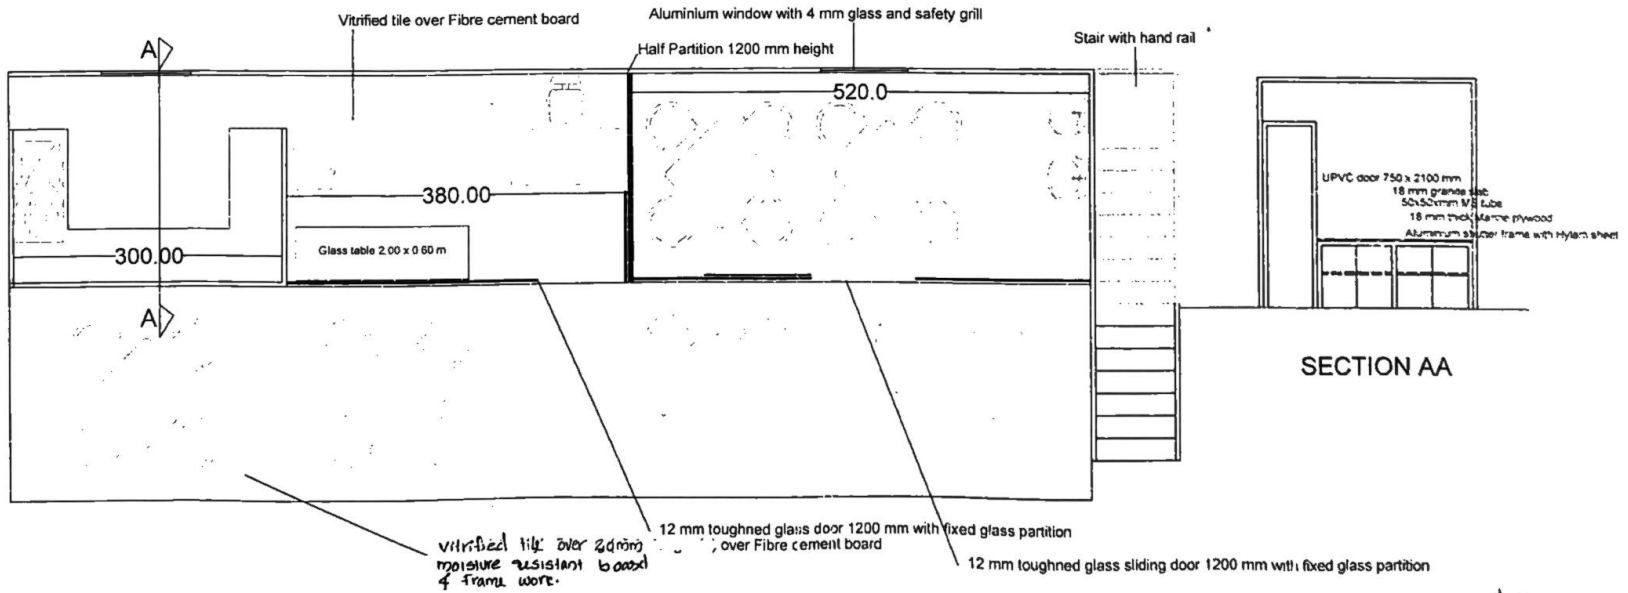 Vitrified tile over Fibre cement board
Aluminium window with 4 mm glass and safety grill
Half Partition 1200 mm height
Stair with hand rail
A
520.0
380.00
300.00
Glass table 2.00 x 0.60 m
A
UPVC door 750 x 2100 mm
18 mm granite slab
50x50xmm MS tube
18 mm thick Marine plywood
Aluminum shutter frame with Hylam sheet
SECTION AA
12 mm toughned glass door 1200 mm with fixed glass partition
over Fibre cement board
12 mm toughned glass sliding door 1200 mm with fixed glass partition
vitrified tile over mm
moisture resistant board
& frame work.